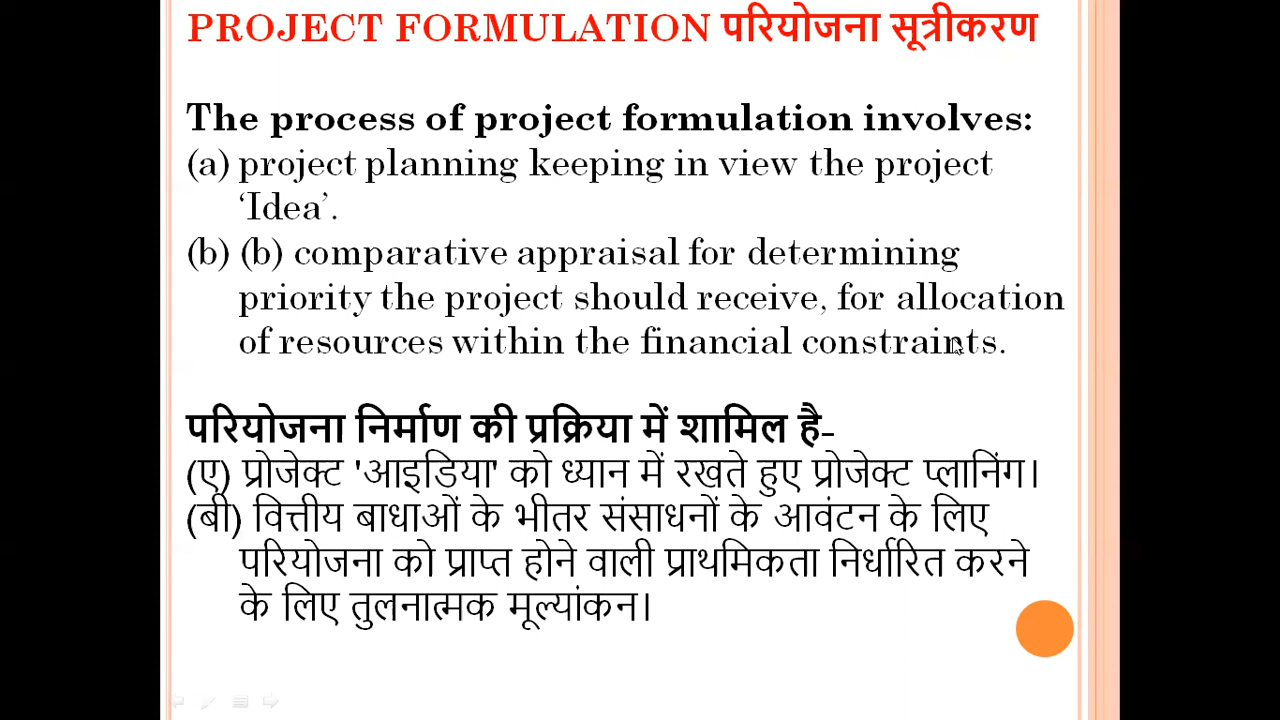 PROJECT FORMULATION परियोजना सूत्रीकरण
The process of project formulation involves:
(a) project planning keeping in view the project
‘Idea’.
(b) (b) comparative appraisal for determining
priority the project should receive, for allocation
of resources within the financial constraints.
परियोजना निर्माण की प्रक्रिया में शामिल है-
(ए) प्रोजेक्ट 'आइडिया' को ध्यान में रखते हुए प्रोजेक्ट प्लानिंग।
(बी) वित्तीय बाधाओं के भीतर संसाधनों के आवंटन के लिए
परियोजना को प्राप्त होने वाली प्राथमिकता निर्धारित करने
के लिए तुलनात्मक मूल्यांकन।